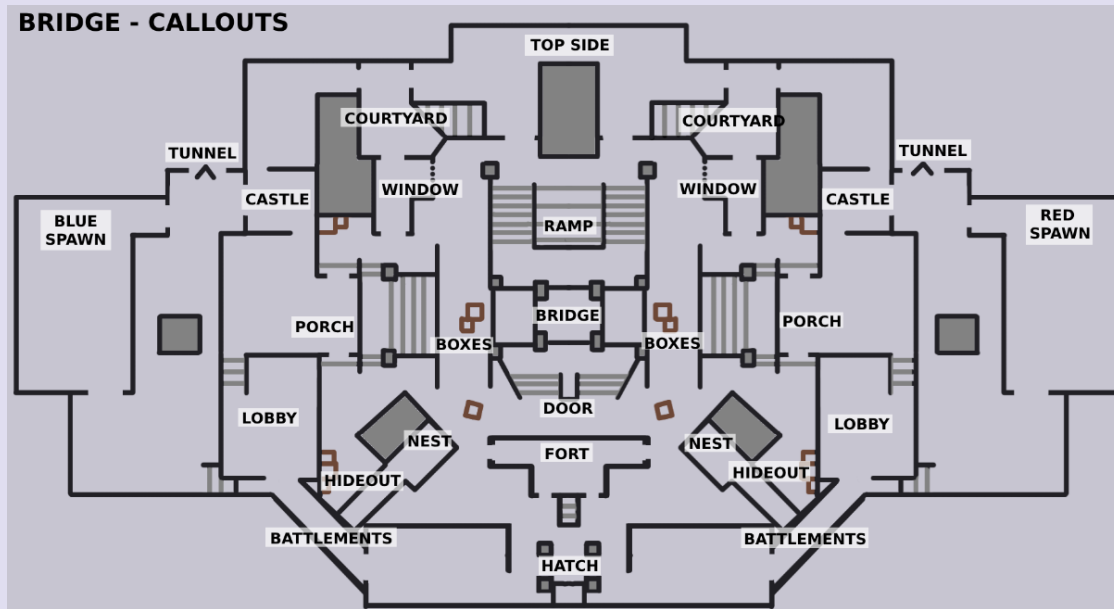 BRIDGE - CALLOUTS
TOP SIDE
COURTYARD
COURTYARD
TUNNEL
TUNNEL
CASTLE
WINDOW
WINDOW
CASTLE
BLUE
SPAWN
RAMP
RED
SPAWN
PORCH
BOXES
BRIDGE
BOXES
PORCH
LOBBY
NEST
DOOR
NEST
LOBBY
HIDEOUT
FORT
HIDEOUT
BATTLEMENTS
HATCH
BATTLEMENTS